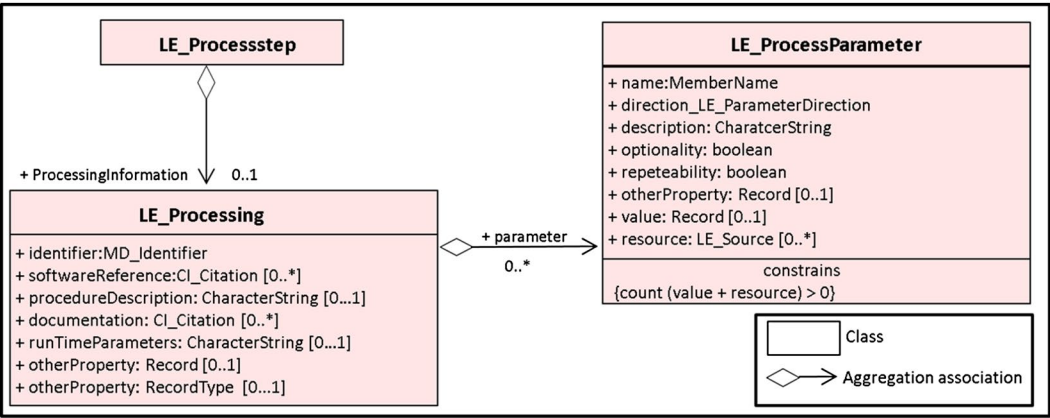 LE_Processstep
+ ProcessingInformation 0..1
LE_Processing
+ identifier:MD_Identifier
+ softwareReference:CI_Citation [0..*]
+ procedureDescription: CharacterString [0...1]
+ documentation: CI_Citation [0..*]
+ runTimeParameters: CharacterString [0...1]
+ otherProperty: Record [0..1]
+ otherProperty: RecordType [0...1]
+ parameter
0..*
LE_ProcessParameter
+ name:MemberName
+ direction_LE_ParameterDirection
+ description: CharatcerString
+ optionality: boolean
+ repeteability: boolean
+ otherProperty: Record [0..1]
+ value: Record [0..1]
+ resource: LE_Source [0..*]
constrains
{count (value + resource) > 0}
Class
Aggregation association